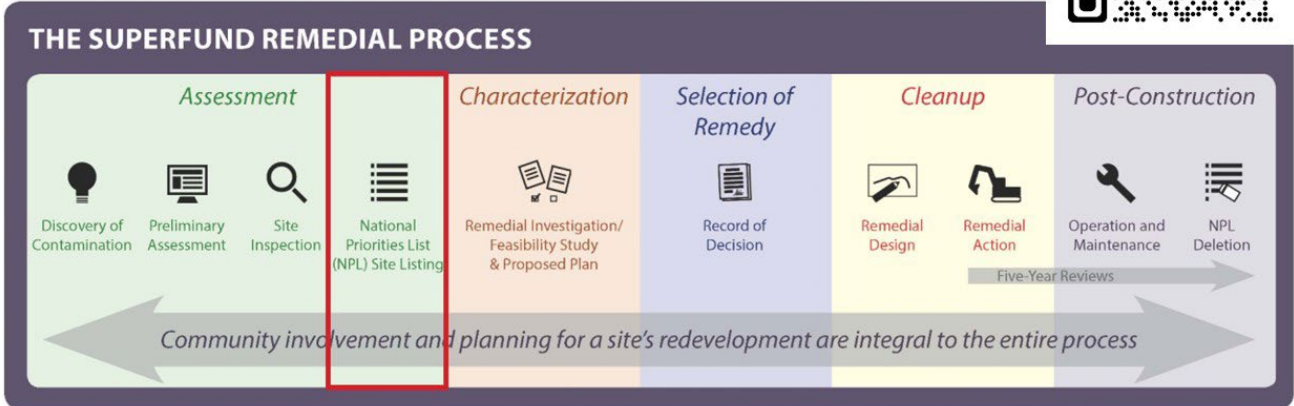 THE SUPERFUND REMEDIAL PROCESS
Assessment
Discovery of
Contamination
Preliminary
Assessment
Site
Inspection
National
Priorities List
(NPL) Site Listing
Characterization
Remedial Investigation/
Feasibility Study
& Proposed Plan
Selection of
Remedy
Record of
Decision
Cleanup
Remedial
Design
Remedial
Action
Post-Construction
Operation and
Maintenance
NPL
Deletion
Five-Year Reviews
Community involvement and planning for a site's redevelopment are integral to the entire process